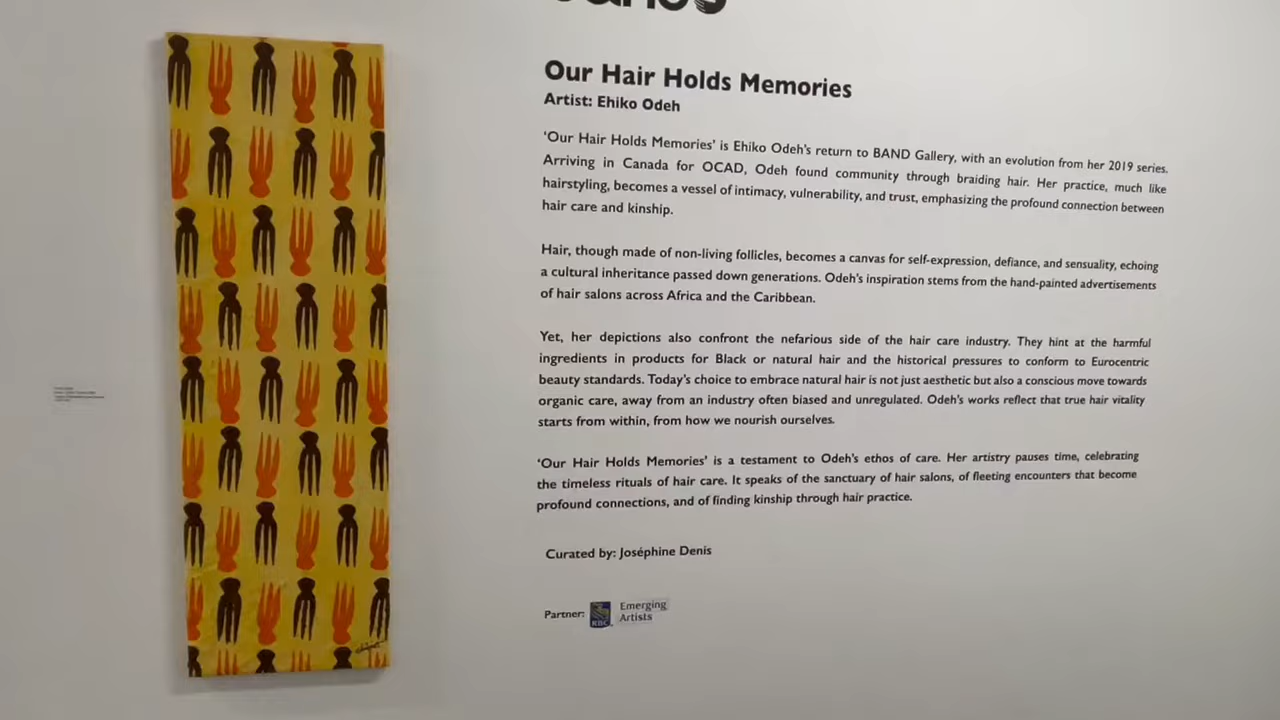 Our Hair Holds Memories
Artist: Ehiko Odeh
‘Our Hair Holds Memories’ is Ehiko Odeh’s return to BAND Gallery, with an evolution from her 2019 series.
Arriving in Canada for OCAD, Odeh found community through braiding hair. Her practice, much like
hairstyling, becomes a vessel of intimacy, vulnerability, and trust, emphasizing the profound connection between
hair care and kinship.
Hair, though made of non-living follicles, becomes a canvas for self-expression, defiance, and sensuality, echoing
a cultural inheritance passed down generations. Odeh’s inspiration stems from the hand-painted advertisements
of hair salons across Africa and the Caribbean.
Yet, her depictions also confront the nefarious side of the hair care industry. They hint at the harmful
ingredients in products for Black or natural hair and the historical pressures to conform to Eurocentric
beauty standards. Today’s choice to embrace natural hair is not just aesthetic but also a conscious move towards
organic care, away from an industry often biased and unregulated. Odeh’s works reflect that true hair vitality
starts from within, from how we nourish ourselves.
‘Our Hair Holds Memories’ is a testament to Odeh’s ethos of care. Her artistry pauses time, celebrating
the timeless rituals of hair care. It speaks of the sanctuary of hair salons, of fleeting encounters that become
profound connections, and of finding kinship through hair practice.
Curated by: Joséphine Denis
Partner: RBC Emerging
Artists